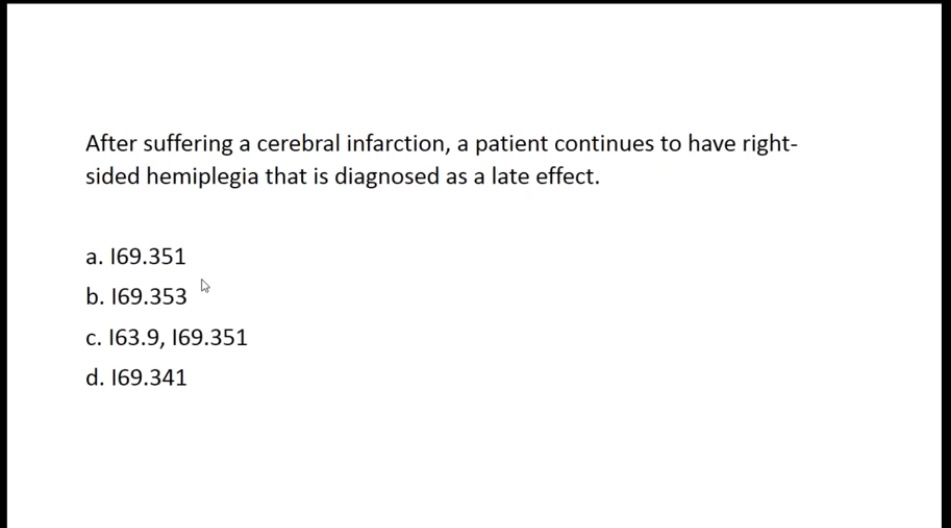 After suffering a cerebral infarction, a patient continues to have right-
sided hemiplegia that is diagnosed as a late effect.
a. I69.351
b. I69.353
c. I63.9, I69.351
d. I69.341